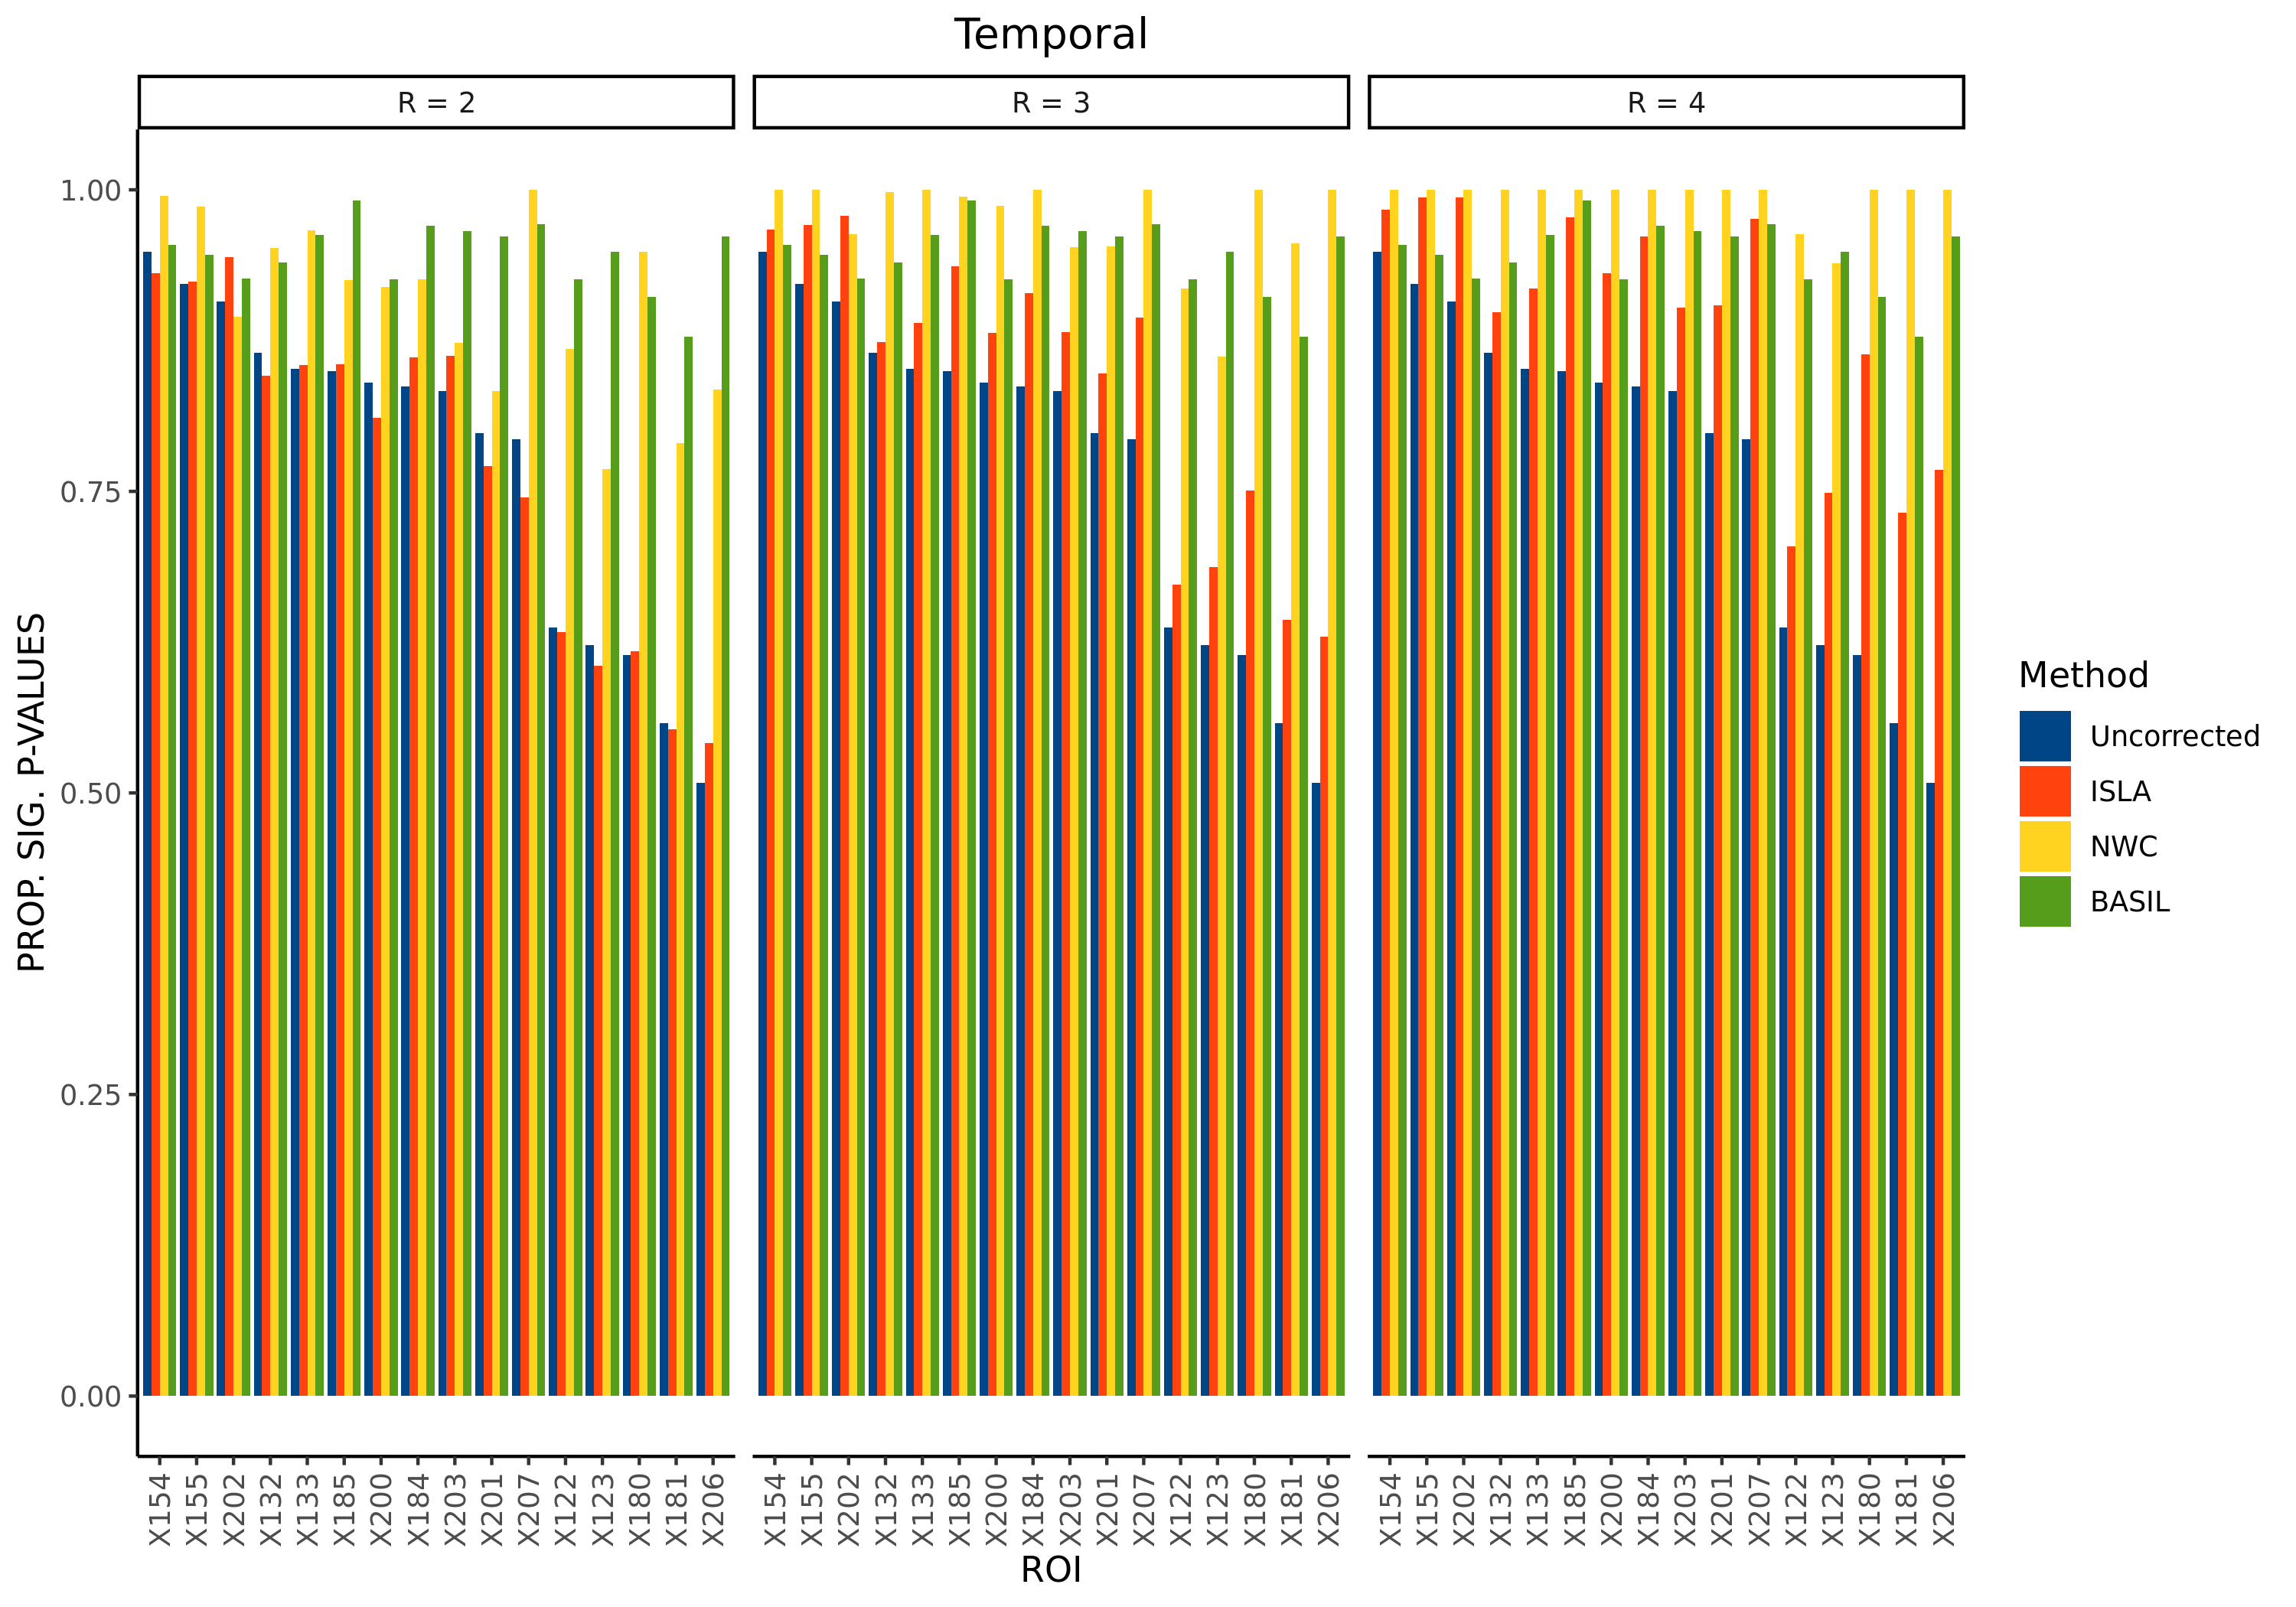 Temporal
R = 2
R = 3
R = 4
PROP. SIG. P-VALUES
1.00
0.75
0.50
0.25
0.00
X154 X155 X202 X132 X133 X185 X200 X184 X203 X201 X207 X122 X123 X180 X181 X206
X154 X155 X202 X132 X133 X185 X200 X184 X203 X201 X207 X122 X123 X180 X181 X206
X154 X155 X202 X132 X133 X185 X200 X184 X203 X201 X207 X122 X123 X180 X181 X206
ROI
Method
Uncorrected
ISLA
NWC
BASIL